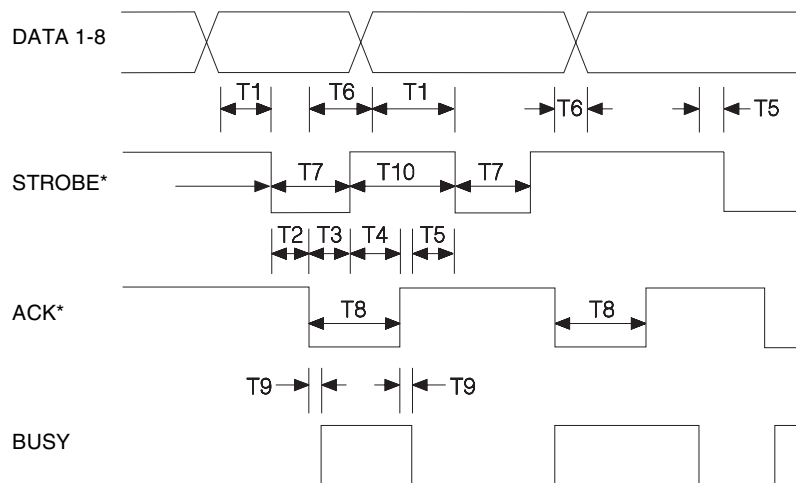 DATA 1-8
T1 T6 T1 T6 T5
STROBE*
T7 T10 T7
T2 T3 T4 T5
ACK*
T8 T8
T9 T9
BUSY